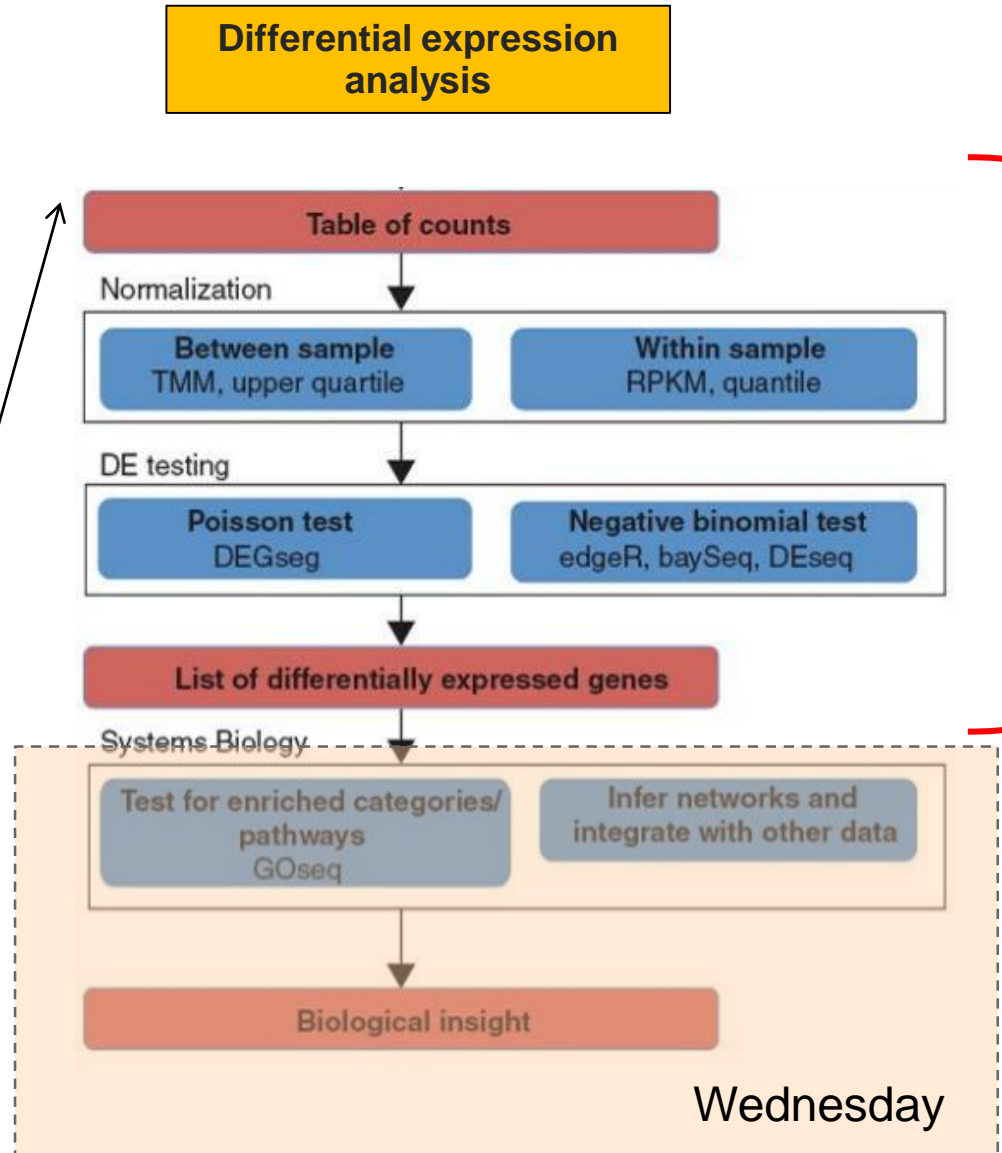 Differential expression
analysis
Table of counts
Normalization
Between sample
TMM, upper quartile
Within sample
RPKM, quantile
DE testing
Poisson test
DEGseg
Negative binomial test
edgeR, baySeq, DEseq
List of differentially expressed genes
Systems Biology
Test for enriched categories/
pathways
GOseq
Infer networks and
integrate with other data
Biological insight
Wednesday